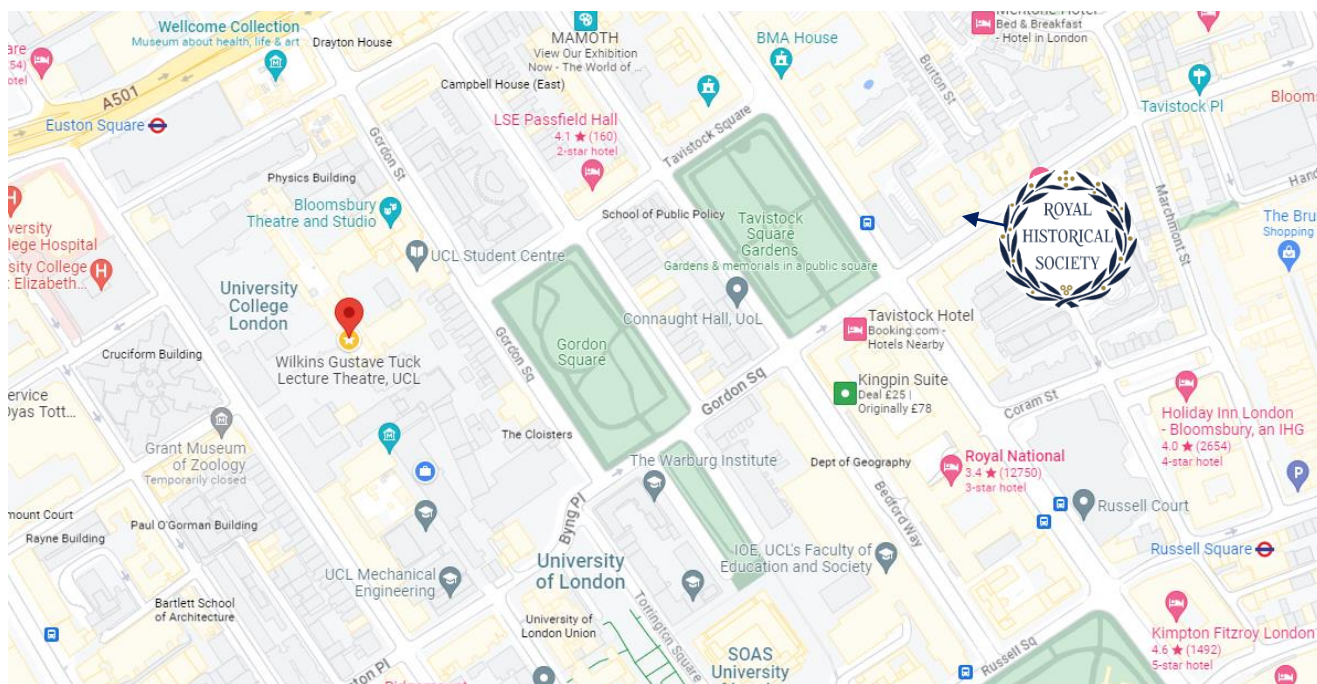 Wellcome Collection
Museum about health, life & art
Drayton House
MAMOTH
View Our Exhibition
Now - The World of ...
BMA House
Bed & Breakfast
- Hotel in London
Burton St
Tavistock Pl
A501
Euston Square
Campbell House (East)
LSE Passfield Hall
4.1 ★ (160)
2-star hotel
Tavistock Square
Gordon St
Physics Building
Bloomsbury
Theatre and Studio
School of Public Policy
Tavistock
Square
Gardens
Gardens & memorials in a public square
ROYAL
HISTORICAL
SOCIETY
Marchmont St
The Bru
Shopping
UCL Student Centre
University
College
London
Connaught Hall, UoL
Tavistock Hotel
Booking.com -
Hotels Nearby
Gordon
Square
Gordon Sq
Wilkins Gustave Tuck
Lecture Theatre, UCL
Cruciform Building
Gordon Sq
Kingpin Suite
Deal £25 |
Originally £78
Coram St
Holiday Inn London
- Bloomsbury, an IHG
4.0 ★ (2654)
4-star hotel
Grant Museum
of Zoology
Temporarily closed
The Cloisters
The Warburg Institute
Dept of Geography
Royal National
3.4 ★ (12750)
3-star hotel
Bedford Way
Russell Court
Paul O'Gorman Building
Rayne Building
Byng Pl
University
of London
IOE, UCL's Faculty of
Education and Society
Russell Square
UCL Mechanical
Engineering
Bartlett School
of Architecture
University of
London Union
Torrington Square
SOAS
University
Russell Sq
Kimpton Fitzroy London
4.6 ★ (1492)
5-star hotel